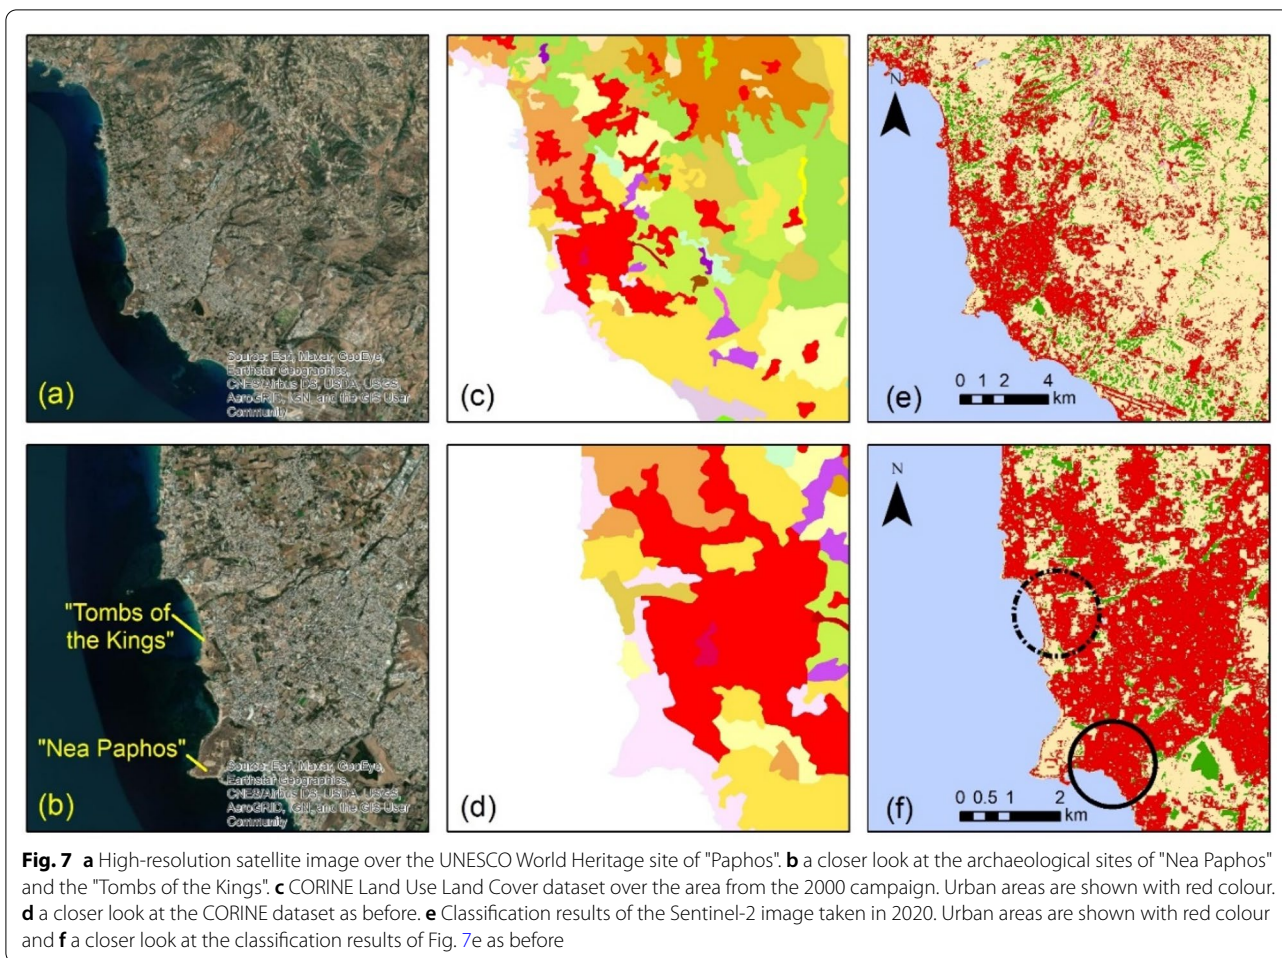 Source: Esri, Maxar, GeoEye,
Earthstar Geographics,
CNES/Airbus DS, USDA, USGS,
AeroGRID, IGN, and the GIS User
Community
(a)
(c)
N
0 1 2 4
km
(e)
"Tombs of
the Kings"
"Nea Paphos"
Source: Esri, Maxar, GeoEye,
Earthstar Geographics,
CNES/Airbus DS, USDA, USGS,
AeroGRID, IGN, and the GIS User
Community
(b)
(d)
N
0 0.5 1 2
km
(f)
Fig. 7 a High-resolution satellite image over the UNESCO World Heritage site of "Paphos". b a closer look at the archaeological sites of "Nea Paphos"
and the "Tombs of the Kings". c CORINE Land Use Land Cover dataset over the area from the 2000 campaign. Urban areas are shown with red colour.
d a closer look at the CORINE dataset as before. e Classification results of the Sentinel-2 image taken in 2020. Urban areas are shown with red colour
and f a closer look at the classification results of Fig. 7e as before